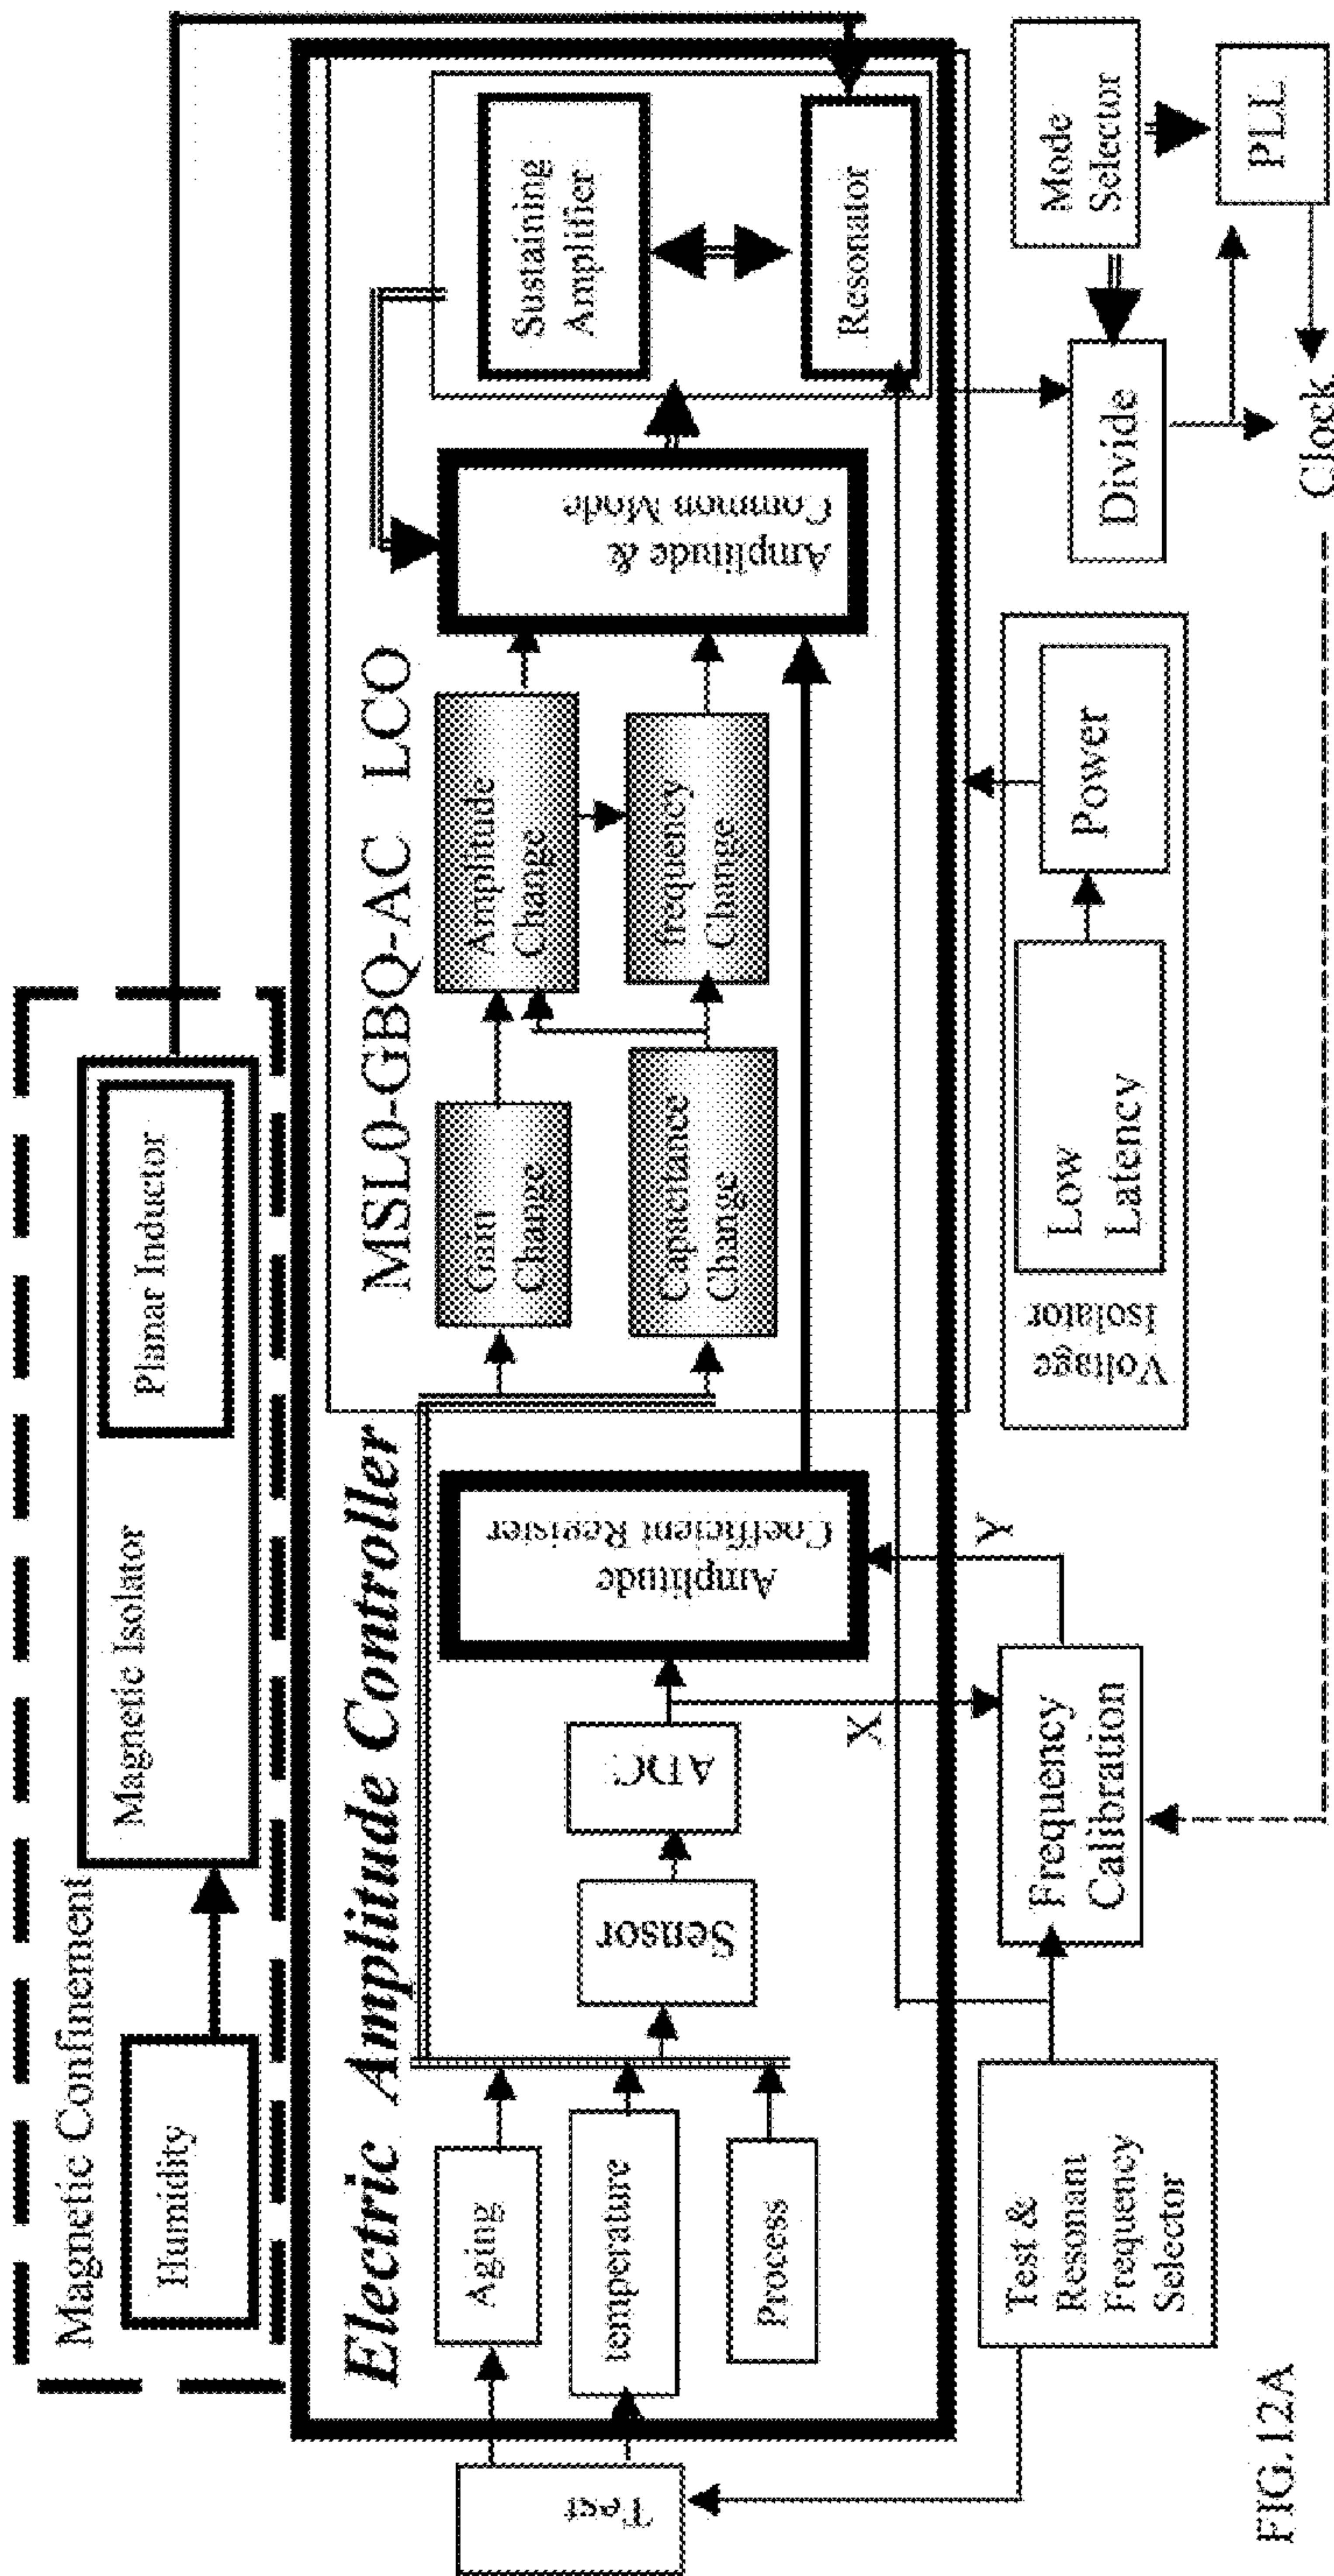 Magnetic Confinement
Humidity
Magnetic Isolator
Planar Inductor
Electric Amplitude Controller
MSL0-GBQ-AC LCO
Test
Aging
temperature
Process
Sensor
ADC
Amplitude
Coefficient Register
Gain
Change
Capacitance
Change
Amplitude
Change
frequency
Change
Amplitude &
Common Mode
Sustaining
Amplifier
Resonator
X
Y
Test &
Resonant
Frequency
Selector
Frequency
Calibration
Voltage
Isolator
Low
Latency
Power
Divide
Mode
Selector
PLL
Clock
FIG.12A